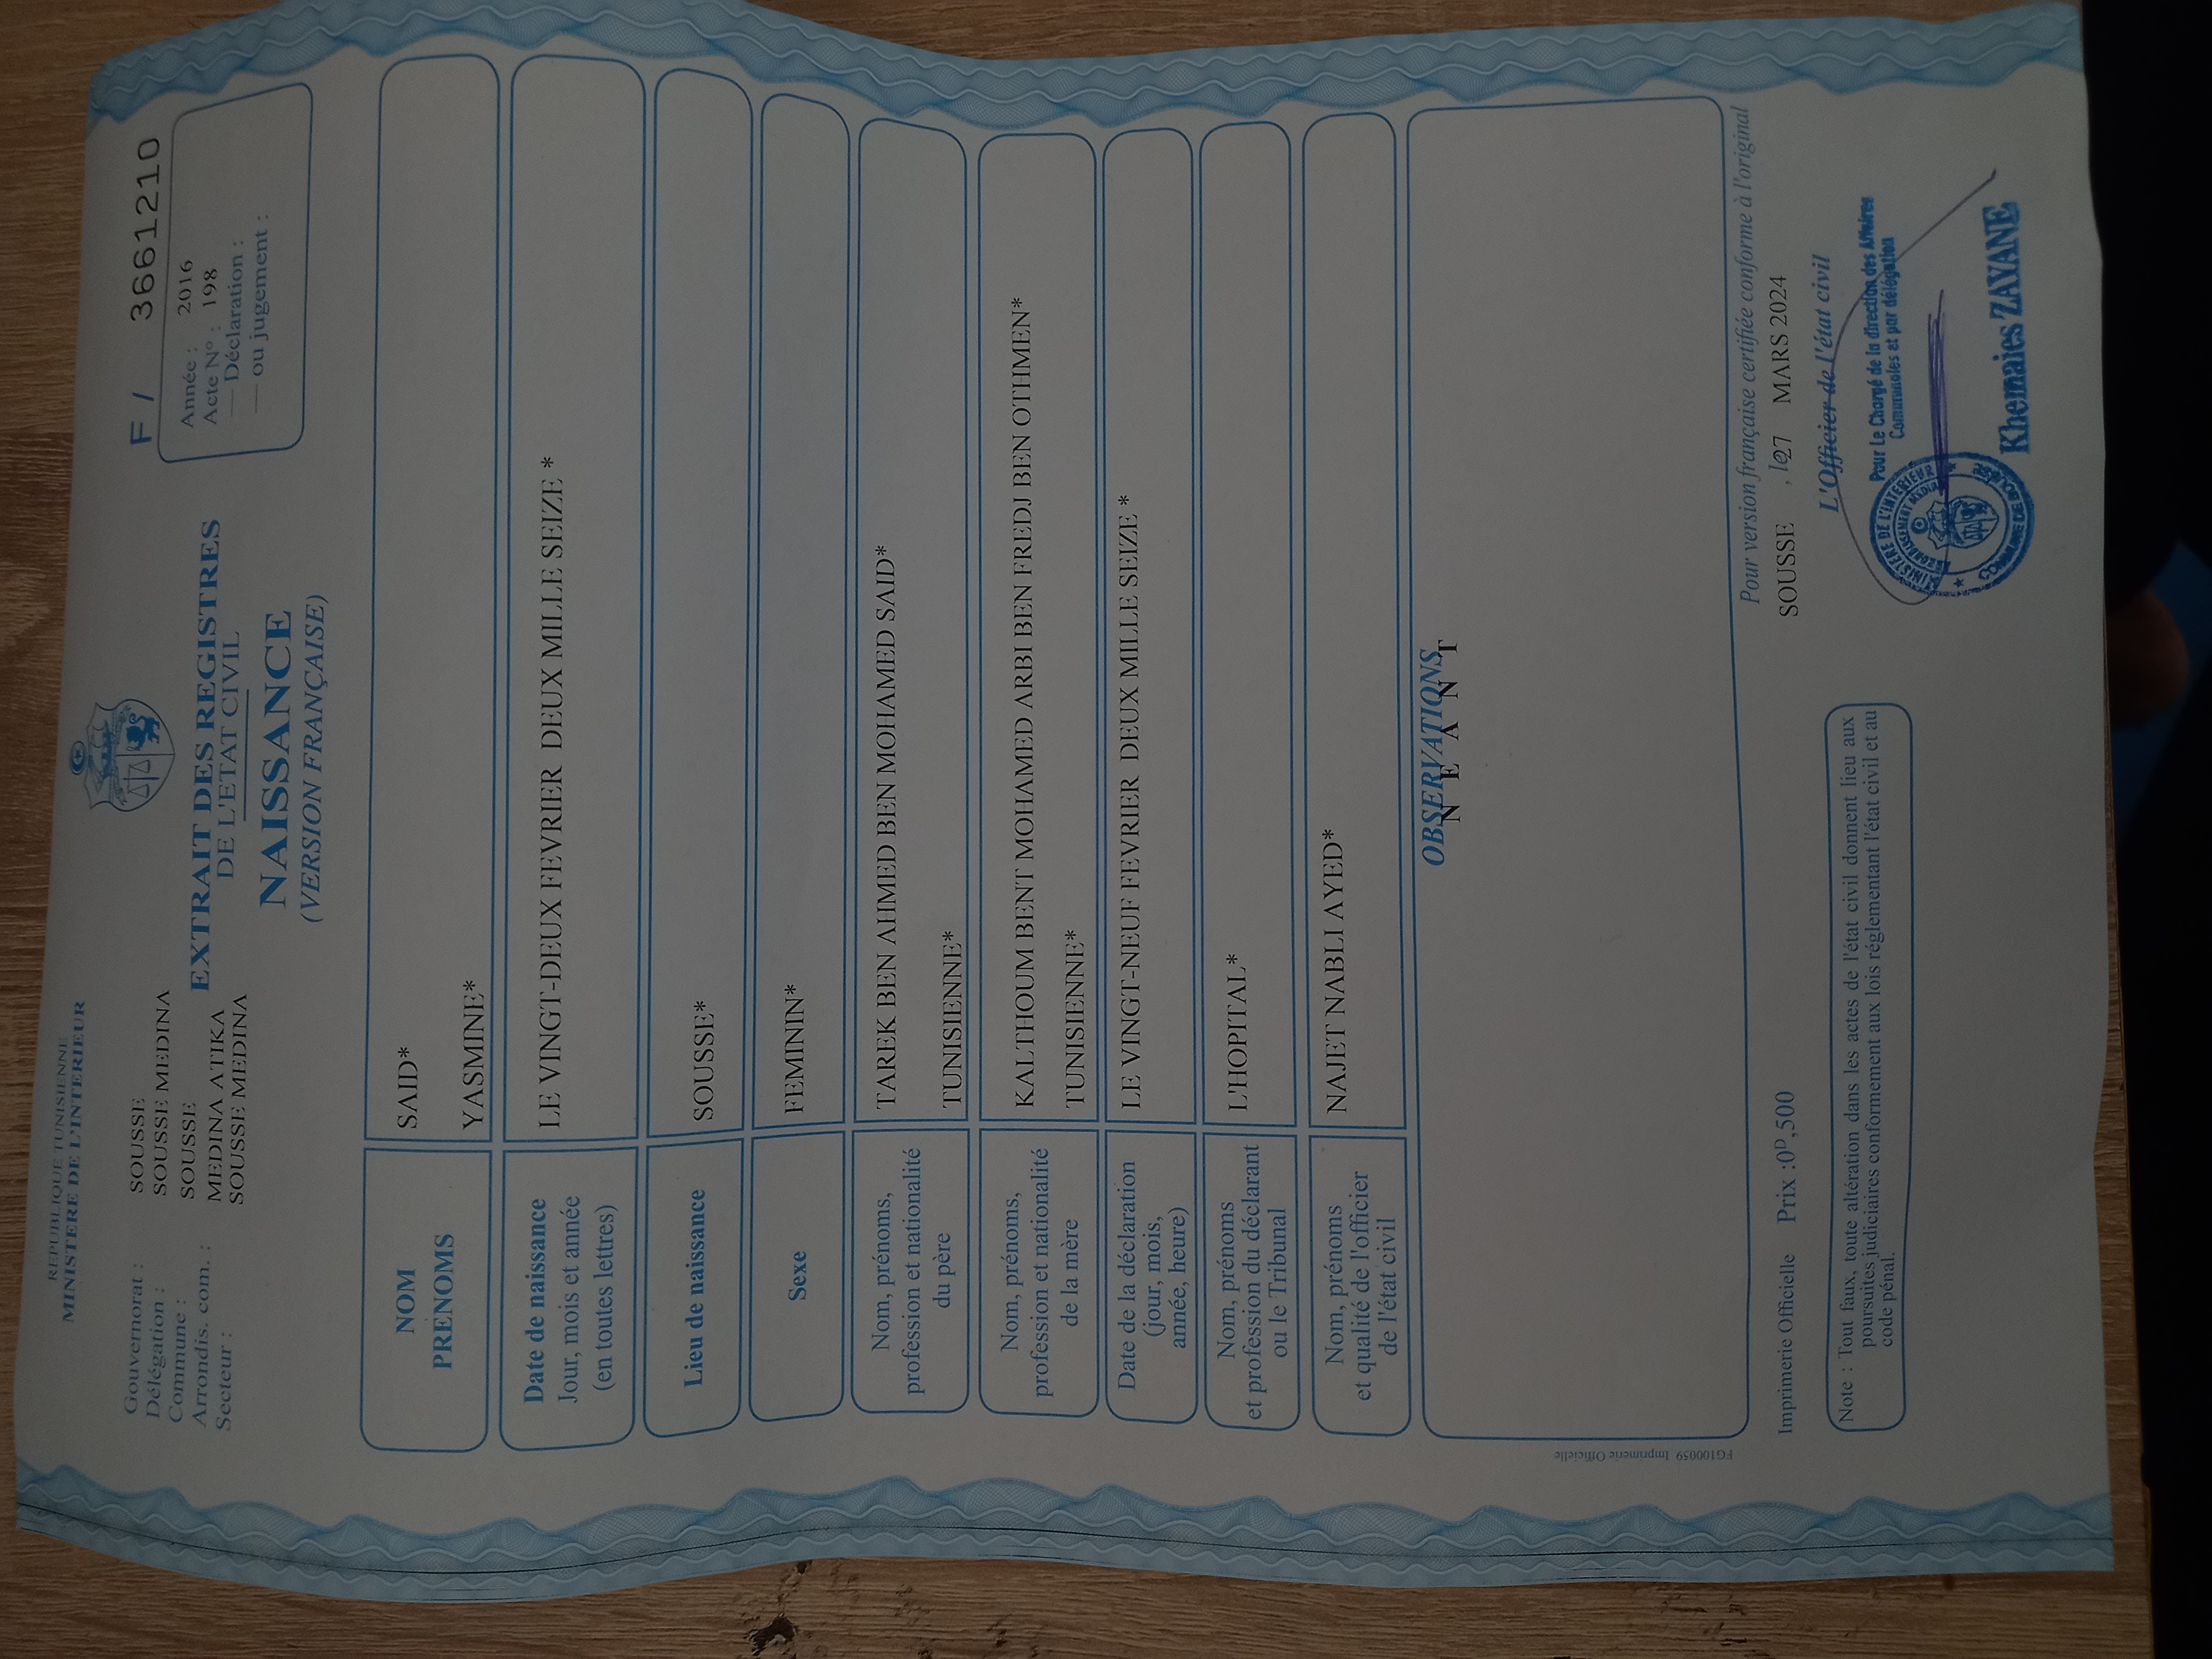 REPUBLIQUE TUNISIENNE
MINISTERE DE L'INTERIEUR
F / 3661210
Gouvernorat : SOUSSE
Délégation : SOUSSE MEDINA
Commune : SOUSSE
Arrondis. com. : MEDINA ATIKA
Secteur : SOUSSE MEDINA
Année : 2016
Acte N° : 198
— Déclaration :
— ou jugement :
EXTRAIT DES REGISTRES
DE L'ETAT CIVIL
NAISSANCE
(VERSION FRANÇAISE)
NOM SAID*
PRÉNOMS YASMINE*
Date de naissance
Jour, mois et année
(en toutes lettres)
LE VINGT-DEUX FEVRIER DEUX MILLE SEIZE *
Lieu de naissance SOUSSE*
Sexe FEMININ*
Nom, prénoms,
profession et nationalité
du père
TAREK BEN AHMED BEN MOHAMED SAID*
TUNISIENNE*
Nom, prénoms,
profession et nationalité
de la mère
KALTHOUM BENT MOHAMED ARBI BEN FREDJ BEN OTHMEN*
TUNISIENNE*
Date de la déclaration
(jour, mois,
année, heure)
LE VINGT-NEUF FEVRIER DEUX MILLE SEIZE *
Nom, prénoms
et profession du déclarant
ou le Tribunal
L'HOPITAL*
Nom, prénoms
et qualité de l'officier
de l'état civil
NAJET NABLI AYED*
OBSERVATIONS
N E A N T
FG100059 Imprimerie Officielle
Pour version française certifiée conforme à l'original
Imprimerie Officielle Prix :0ᴰ,500
SOUSSE , le 27 MARS 2024
L'Officier de l'état civil
Pour Le Chargé de la direction des Affaires
Communales et par délégation
MINISTERE DE L'INTERIEUR
Khemaies ZAYANE
Note : Tout faux, toute altération dans les actes de l'état civil donnent lieu aux
poursuites judiciaires conformement aux lois réglementant l'état civil et au
code pénal.